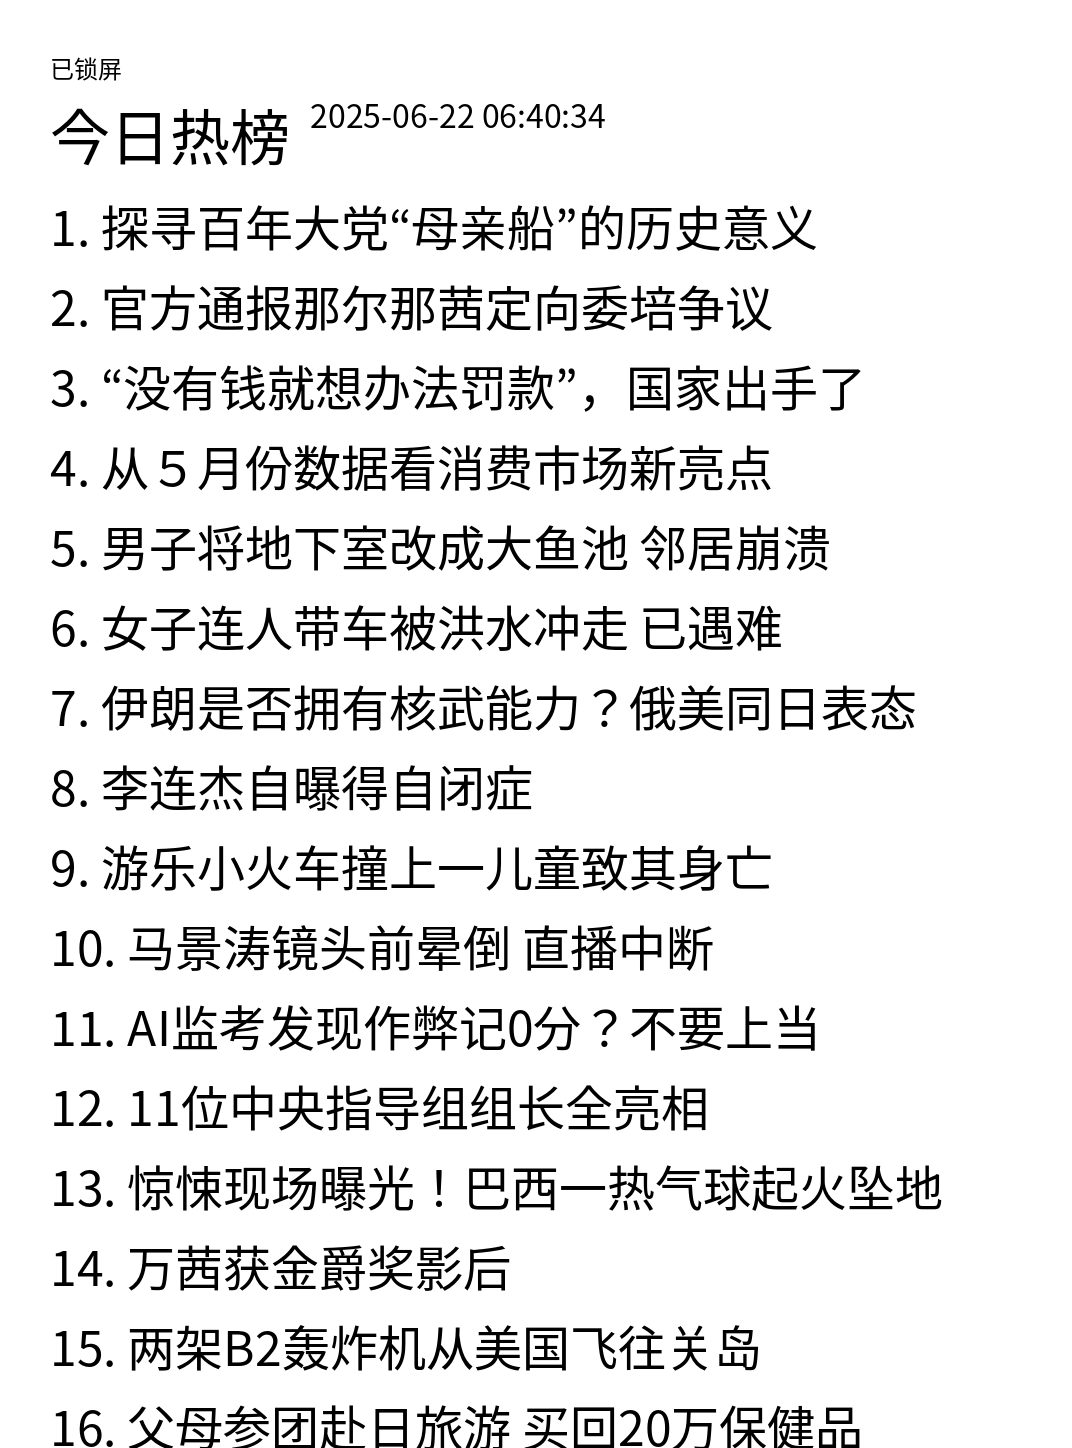 已锁屏
今日热榜 2025-06-22 06:40:34
1. 探寻百年大党“母亲船”的历史意义
2. 官方通报那尔那茜定向委培争议
3. “没有钱就想办法罚款”，国家出手了
4. 从５月份数据看消费市场新亮点
5. 男子将地下室改成大鱼池 邻居崩溃
6. 女子连人带车被洪水冲走 已遇难
7. 伊朗是否拥有核武能力？俄美同日表态
8. 李连杰自曝得自闭症
9. 游乐小火车撞上一儿童致其身亡
10. 马景涛镜头前晕倒 直播中断
11. AI监考发现作弊记0分？不要上当
12. 11位中央指导组组长全亮相
13. 惊悚现场曝光！巴西一热气球起火坠地
14. 万茜获金爵奖影后
15. 两架B2轰炸机从美国飞往关岛
16. 父母参团赴日旅游 买回20万保健品